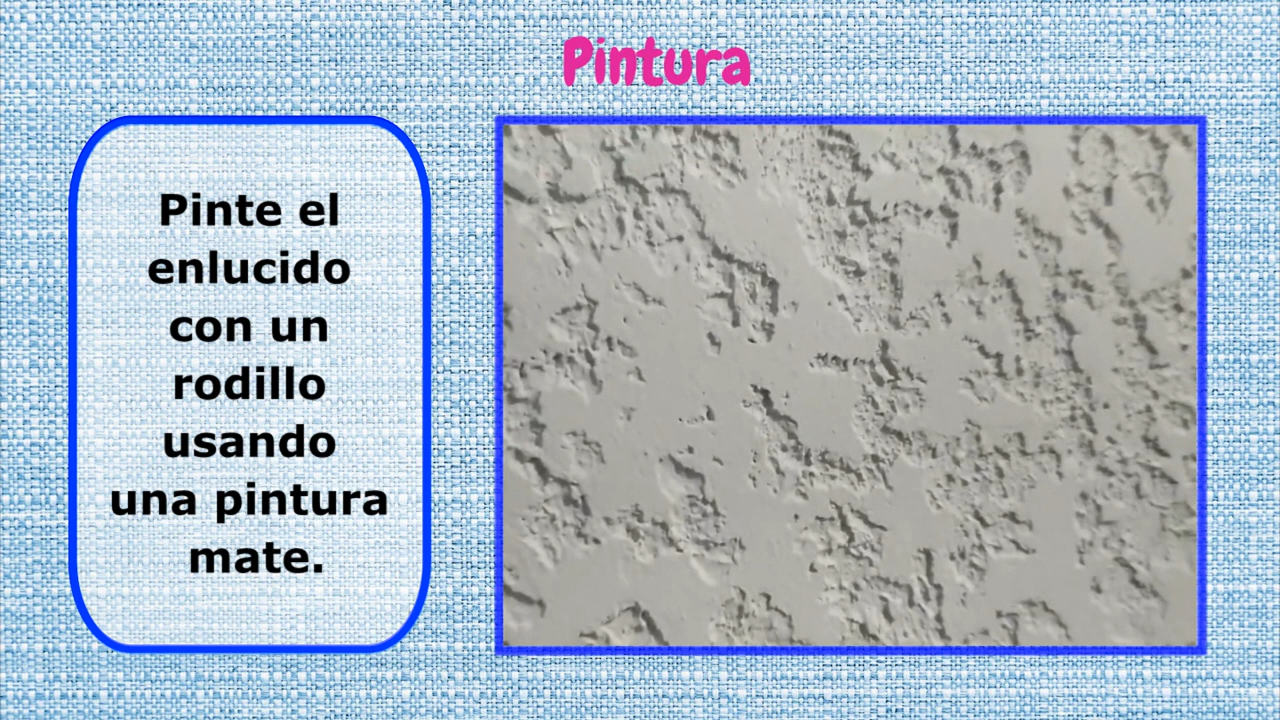 Pintura
Pinte el
enlucido
con un
rodillo
usando
una pintura
mate.